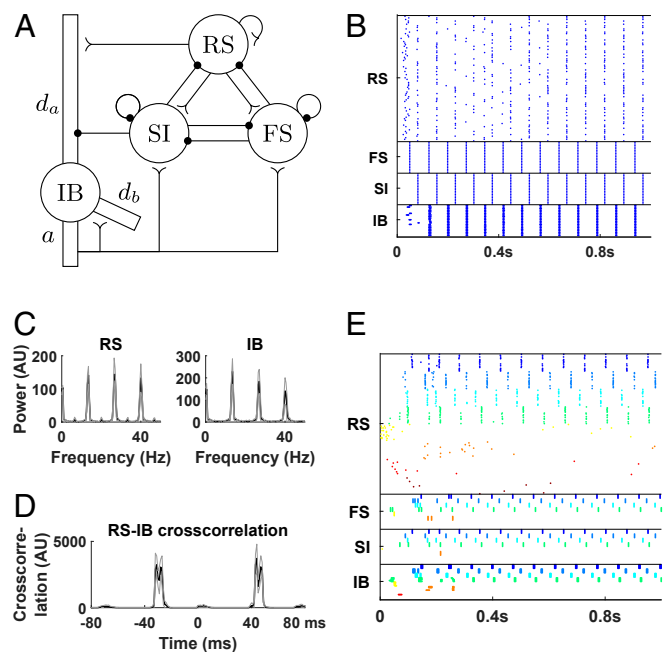 A
RS
d_a
SI
FS
IB
d_b
a
B
RS
FS
SI
IB
0 0.4s 0.8s
C
RS IB
Power (AU)
200
100
0
300
200
100
0
0 20 40 0 20 40
Frequency (Hz) Frequency (Hz)
D
RS-IB crosscorrelation
Crosscorre-
lation (AU)
5000
0
-80 -40 0 40 80 ms
Time (ms)
E
RS
FS
SI
IB
0 0.4s 0.8s